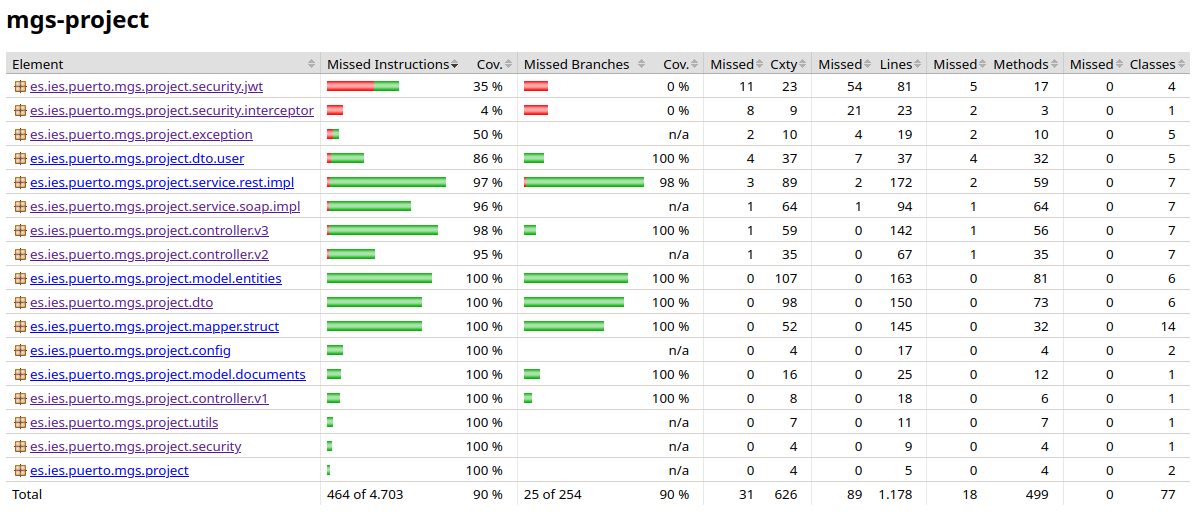 mgs-project
Element Missed Instructions Cov. Missed Branches Cov. Missed Cxty Missed Lines Missed Methods Missed Classes
es.ies.puerto.mgs.project.security.jwt 35 % 0 % 11 23 54 81 5 17 0 4
es.ies.puerto.mgs.project.security.interceptor 4 % 0 % 8 9 21 23 2 3 0 1
es.ies.puerto.mgs.project.exception 50 % n/a 2 10 4 19 2 10 0 5
es.ies.puerto.mgs.project.dto.user 86 % 100 % 4 37 7 37 4 32 0 5
es.ies.puerto.mgs.project.service.rest.impl 97 % 98 % 3 89 2 172 2 59 0 7
es.ies.puerto.mgs.project.service.soap.impl 96 % n/a 1 64 1 94 1 64 0 7
es.ies.puerto.mgs.project.controller.v3 98 % 100 % 1 59 0 142 1 56 0 7
es.ies.puerto.mgs.project.controller.v2 95 % n/a 1 35 0 67 1 35 0 7
es.ies.puerto.mgs.project.model.entities 100 % 100 % 0 107 0 163 0 81 0 6
es.ies.puerto.mgs.project.dto 100 % 100 % 0 98 0 150 0 73 0 6
es.ies.puerto.mgs.project.mapper.struct 100 % 100 % 0 52 0 145 0 32 0 14
es.ies.puerto.mgs.project.config 100 % n/a 0 4 0 17 0 4 0 2
es.ies.puerto.mgs.project.model.documents 100 % 100 % 0 16 0 25 0 12 0 1
es.ies.puerto.mgs.project.controller.v1 100 % 100 % 0 8 0 18 0 6 0 1
es.ies.puerto.mgs.project.utils 100 % n/a 0 7 0 11 0 7 0 1
es.ies.puerto.mgs.project.security 100 % n/a 0 4 0 9 0 4 0 1
es.ies.puerto.mgs.project 100 % n/a 0 4 0 5 0 4 0 2
Total 464 of 4.703 90 % 25 of 254 90 % 31 626 89 1.178 18 499 0 77